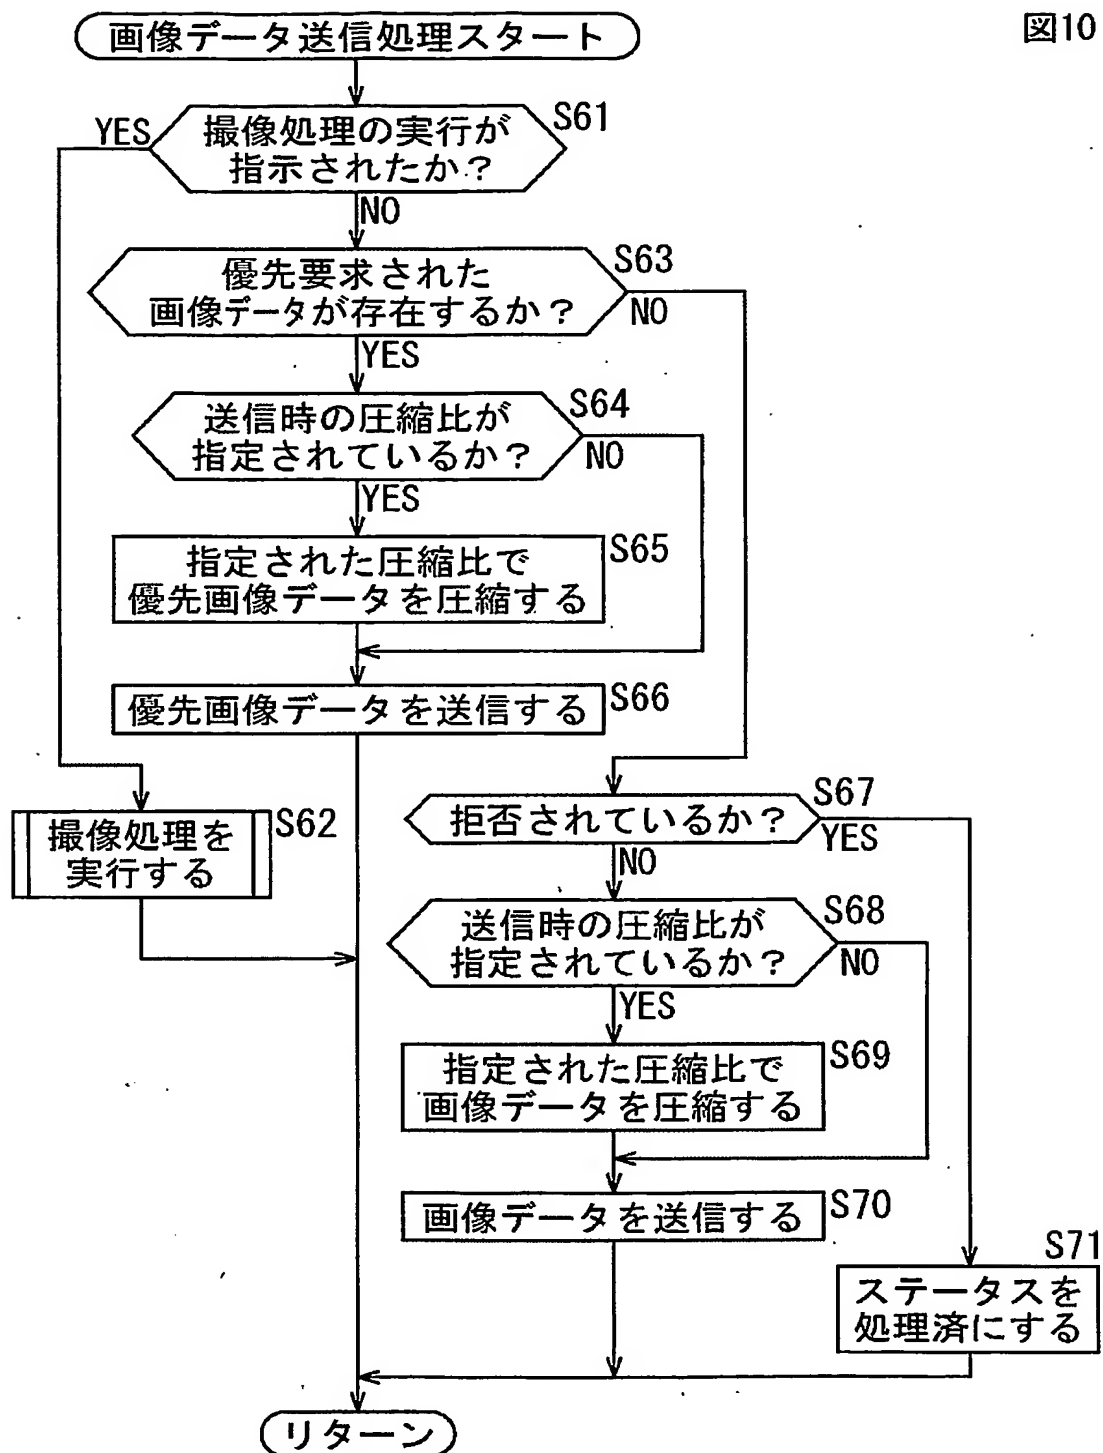 図10
画像データ送信処理スタート
撮像処理の実行が
指示されたか？
S61
YES
NO
優先要求された
画像データが存在するか？
S63
NO
YES
送信時の圧縮比が
指定されているか？
S64
NO
YES
指定された圧縮比で
優先画像データを圧縮する
S65
優先画像データを送信する
S66
撮像処理を
実行する
S62
拒否されているか？
S67
YES
NO
送信時の圧縮比が
指定されているか？
S68
NO
YES
指定された圧縮比で
画像データを圧縮する
S69
画像データを送信する
S70
S71
ステータスを
処理済にする
リターン